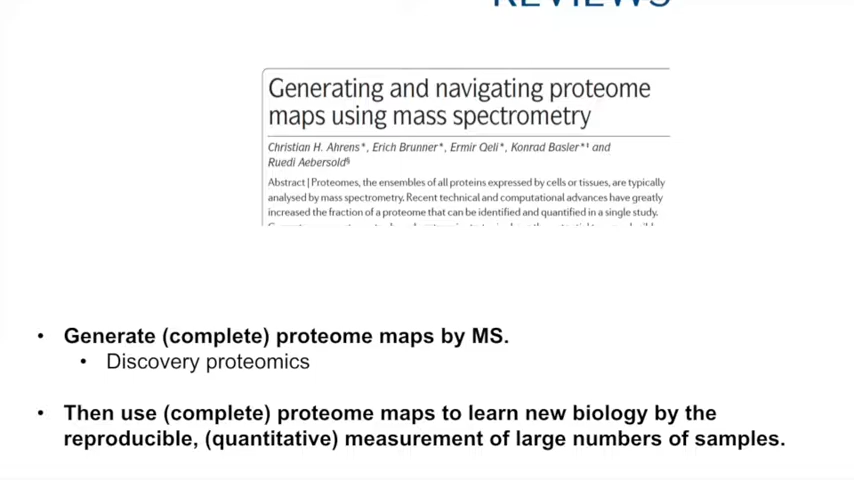 REVIEWS
Generating and navigating proteome
maps using mass spectrometry
Christian H. Ahrens*, Erich Brunner*, Ermir Qeli*, Konrad Basler*‡ and
Ruedi Aebersold§
Abstract | Proteomes, the ensembles of all proteins expressed by cells or tissues, are typically
analysed by mass spectrometry. Recent technical and computational advances have greatly
increased the fraction of a proteome that can be identified and quantified in a single study.
• Generate (complete) proteome maps by MS.
• Discovery proteomics
• Then use (complete) proteome maps to learn new biology by the
reproducible, (quantitative) measurement of large numbers of samples.